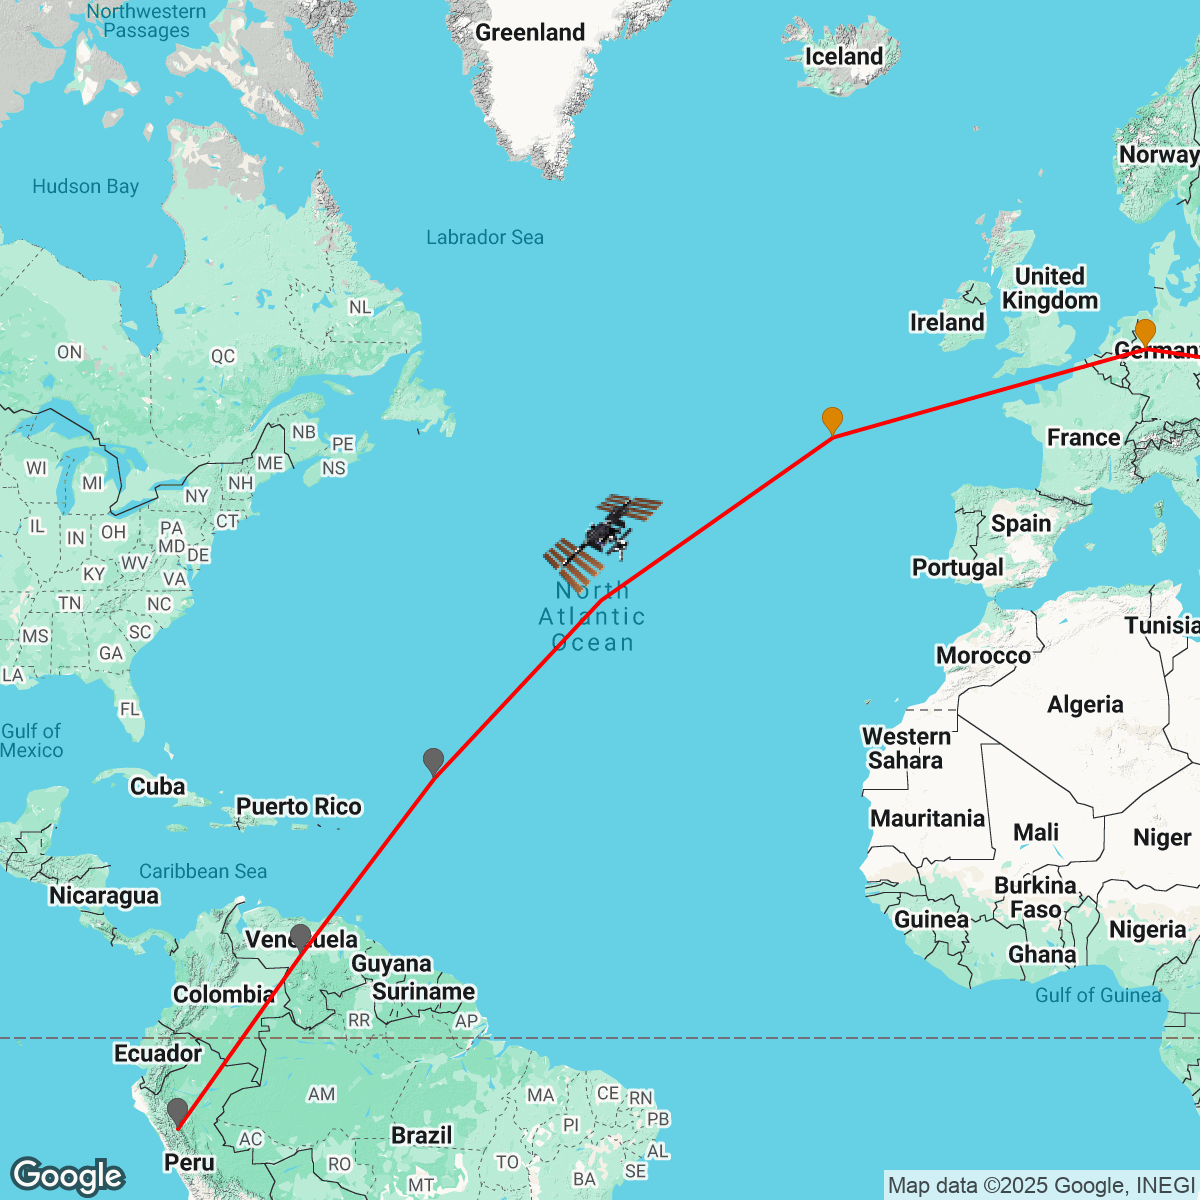 Northwestern
Passages
Greenland
Iceland
Norway
Hudson Bay
Labrador Sea
United
Kingdom
Ireland
NL
ON
QC
German
France
NB
PE
ME
NS
WI
MI
NH
NY
CT
IL
IN
OH
PA
MD
DE
WV
KY
VA
TN
NC
SC
MS
GA
LA
FL
Spain
Portugal
North
Atlantic
Ocean
Tunisia
Morocco
Algeria
Gulf of
Mexico
Western
Sahara
Cuba
Puerto Rico
Mauritania
Mali
Niger
Caribbean Sea
Nicaragua
Burkina
Faso
Guinea
Nigeria
Ghana
Venezuela
Guyana
Suriname
Colombia
Gulf of Guinea
RR
AP
Ecuador
AM
MA
CE
RN
PB
PI
Brazil
AC
AL
Peru
RO
TO
SE
MT
BA
Google
Map data ©2025 Google, INEGI